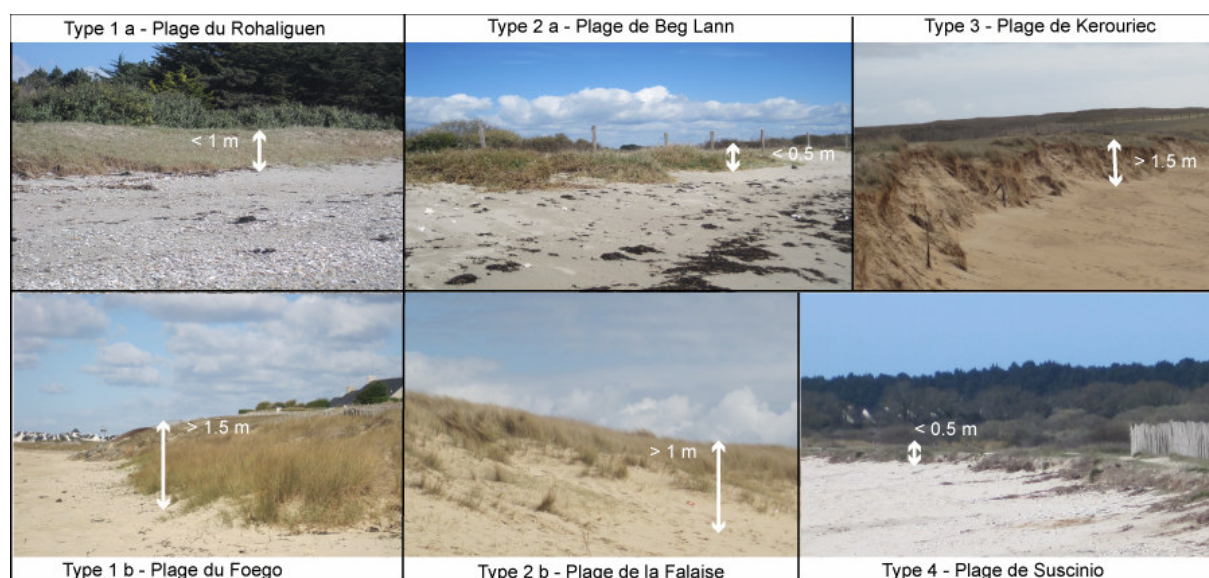 Type 1 a - Plage du Rohaliguen
Type 2 a - Plage de Beg Lann
Type 3 - Plage de Kerouriec
< 1 m
< 0.5 m
> 1.5 m
> 1.5 m
> 1 m
< 0.5 m
Type 1 b - Plage du Foego
Type 2 b - Plage de la Falaise
Type 4 - Plage de Suscinio